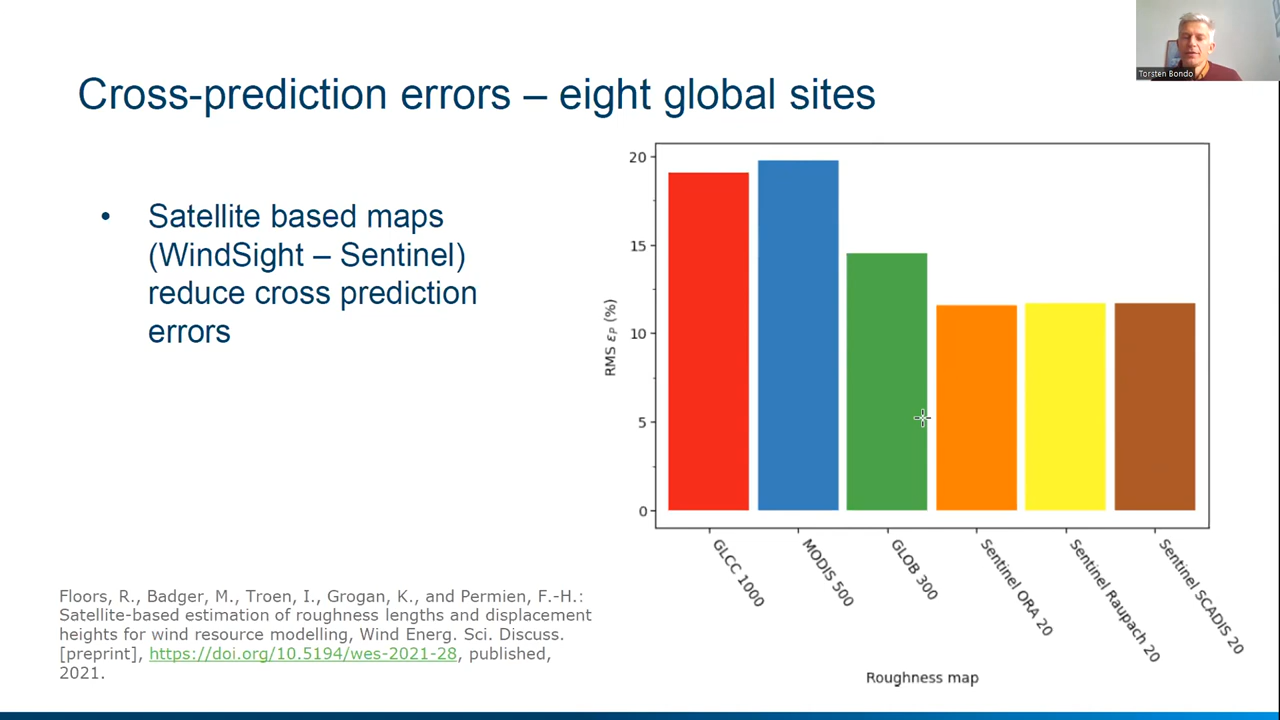 Torsten Bondo
Cross-prediction errors – eight global sites
• Satellite based maps
(WindSight – Sentinel)
reduce cross prediction
errors
20
15
10
5
0
RMS εP (%)
GLCC 1000
MODIS 500
GLOB 300
Sentinel ORA 20
Sentinel Raupach 20
Sentinel SCADIS 20
Roughness map
Floors, R., Badger, M., Troen, I., Grogan, K., and Permien, F.-H.:
Satellite-based estimation of roughness lengths and displacement
heights for wind resource modelling, Wind Energ. Sci. Discuss.
[preprint], https://doi.org/10.5194/wes-2021-28, published,
2021.